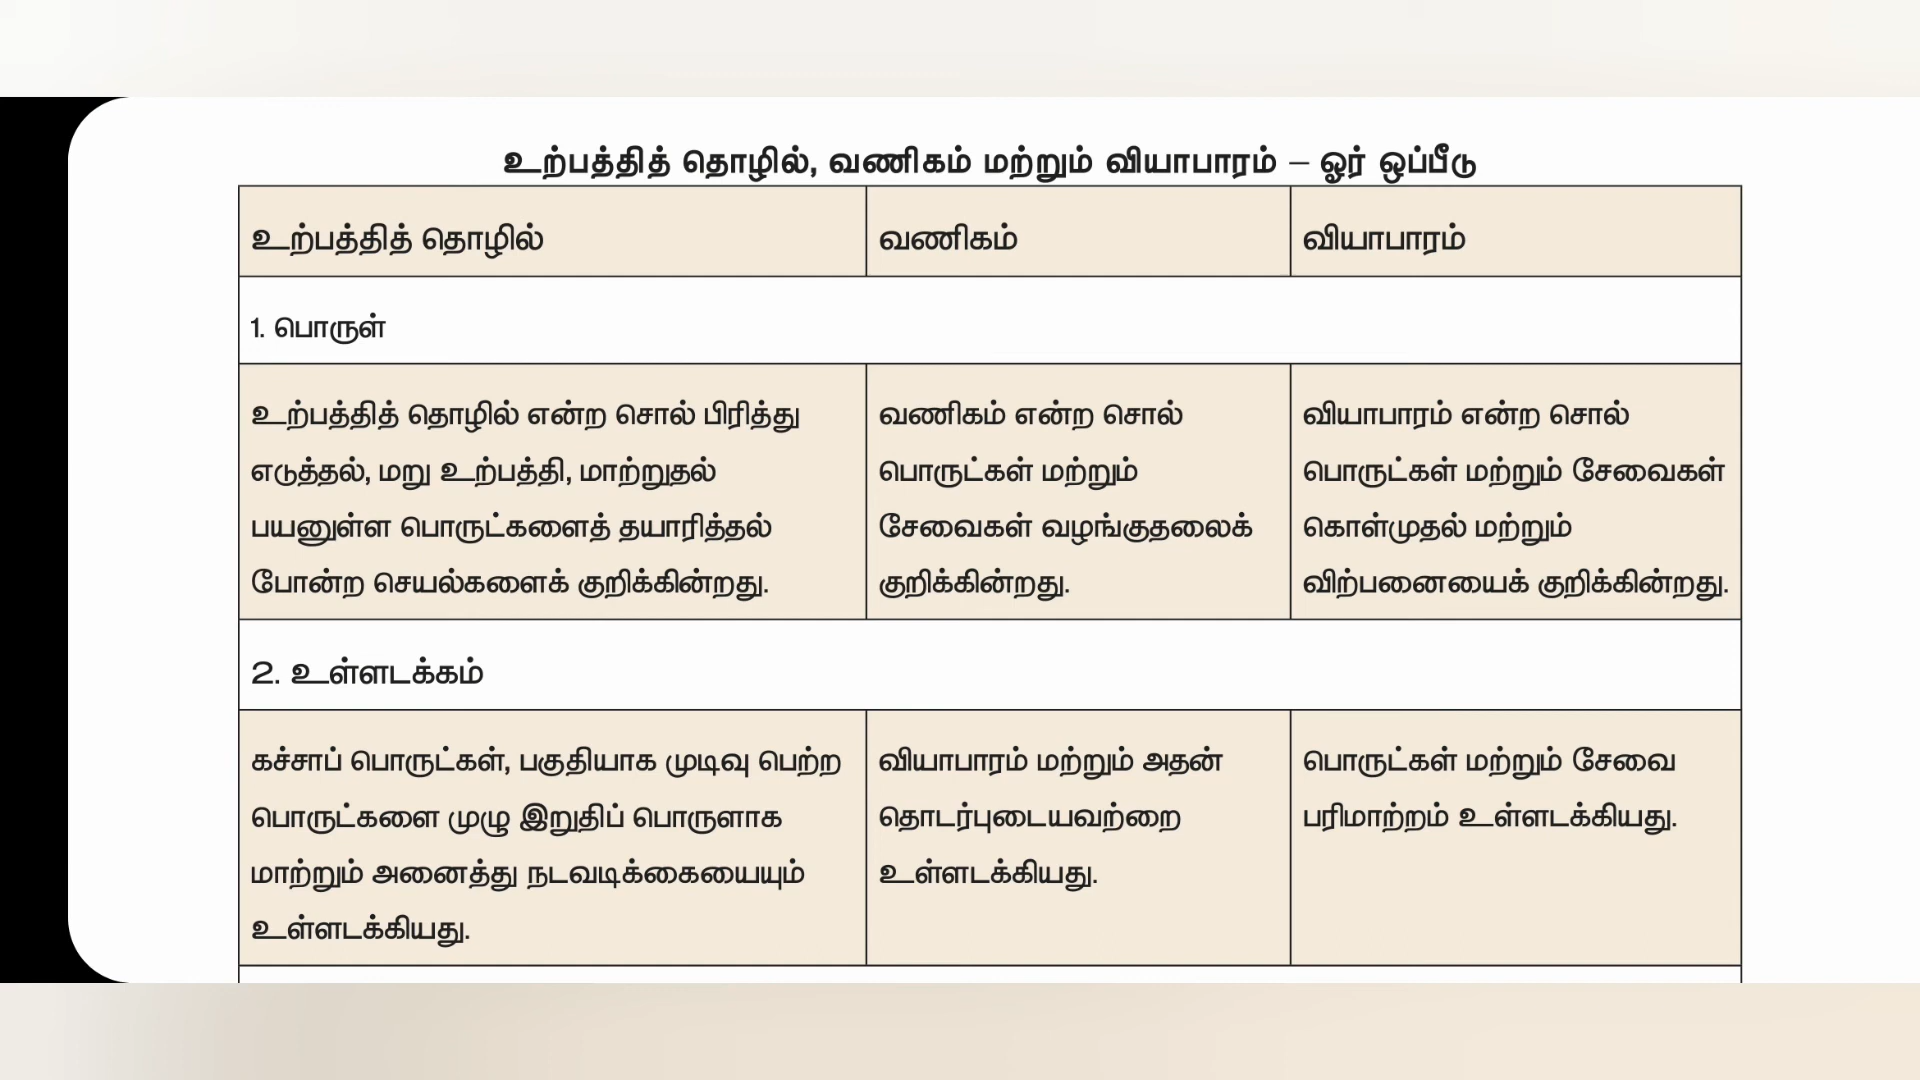 உற்பத்தித் தொழில், வணிகம் மற்றும் வியாபாரம் – ஓர் ஒப்பீடு
உற்பத்தித் தொழில்
வணிகம்
வியாபாரம்
1. பொருள்
உற்பத்தித் தொழில் என்ற சொல் பிரித்து
எடுத்தல், மறு உற்பத்தி, மாற்றுதல்
பயனுள்ள பொருட்களைத் தயாரித்தல்
போன்ற செயல்களைக் குறிக்கின்றது.
வணிகம் என்ற சொல்
பொருட்கள் மற்றும்
சேவைகள் வழங்குதலைக்
குறிக்கின்றது.
வியாபாரம் என்ற சொல்
பொருட்கள் மற்றும் சேவைகள்
கொள்முதல் மற்றும்
விற்பனையைக் குறிக்கின்றது.
2. உள்ளடக்கம்
கச்சாப் பொருட்கள், பகுதியாக முடிவு பெற்ற
பொருட்களை முழு இறுதிப் பொருளாக
மாற்றும் அனைத்து நடவடிக்கையையும்
உள்ளடக்கியது.
வியாபாரம் மற்றும் அதன்
தொடர்புடையவற்றை
உள்ளடக்கியது.
பொருட்கள் மற்றும் சேவை
பரிமாற்றம் உள்ளடக்கியது.